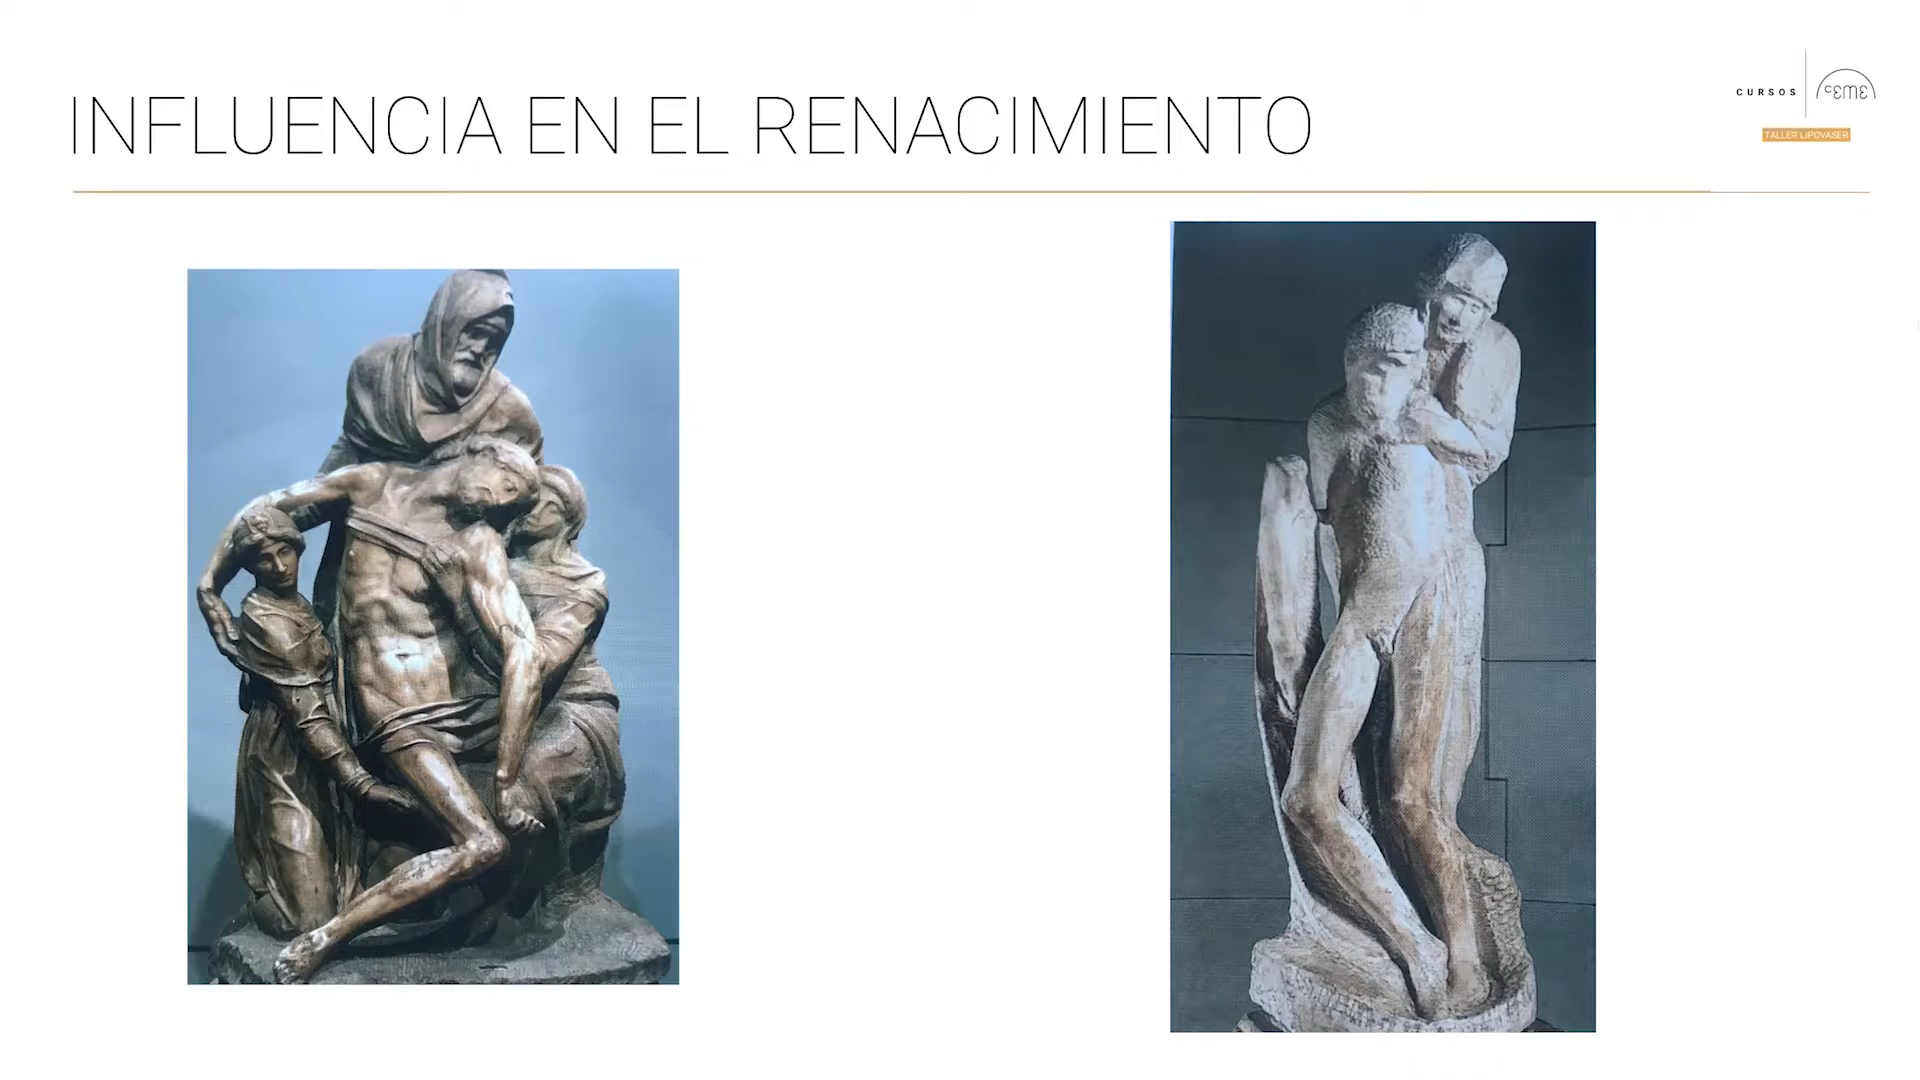 INFLUENCIA EN EL RENACIMIENTO
CURSOS
CEME
TALLER LIPOVASER